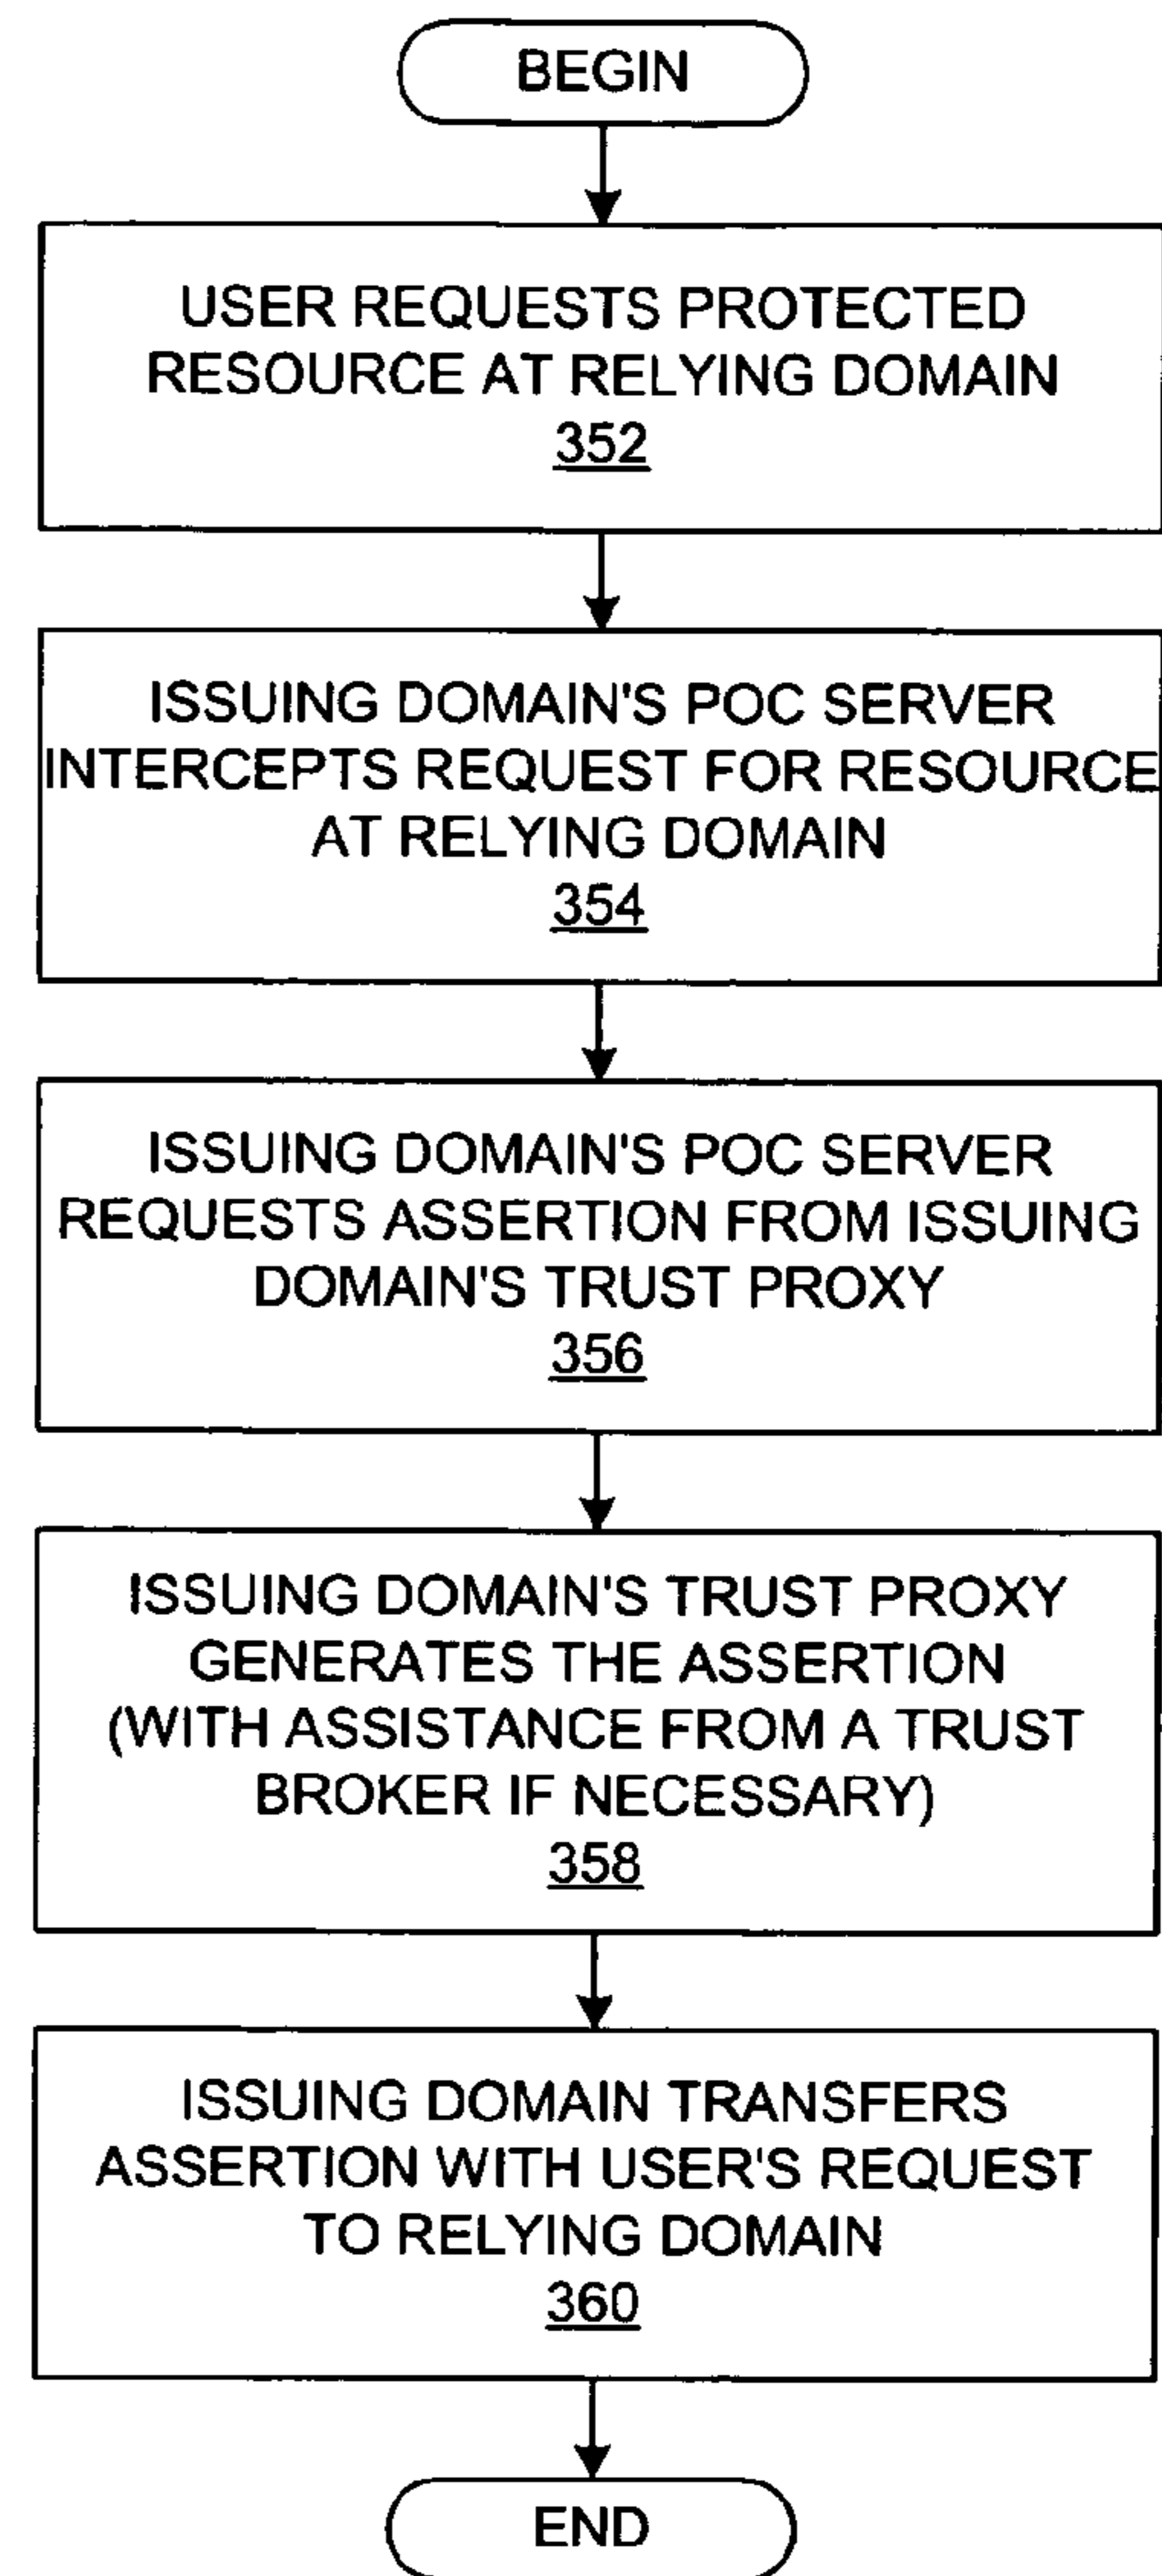 BEGIN
USER REQUESTS PROTECTED
RESOURCE AT RELYING DOMAIN
352
ISSUING DOMAIN'S POC SERVER
INTERCEPTS REQUEST FOR RESOURCE
AT RELYING DOMAIN
354
ISSUING DOMAIN'S POC SERVER
REQUESTS ASSERTION FROM ISSUING
DOMAIN'S TRUST PROXY
356
ISSUING DOMAIN'S TRUST PROXY
GENERATES THE ASSERTION
(WITH ASSISTANCE FROM A TRUST
BROKER IF NECESSARY)
358
ISSUING DOMAIN TRANSFERS
ASSERTION WITH USER'S REQUEST
TO RELYING DOMAIN
360
END